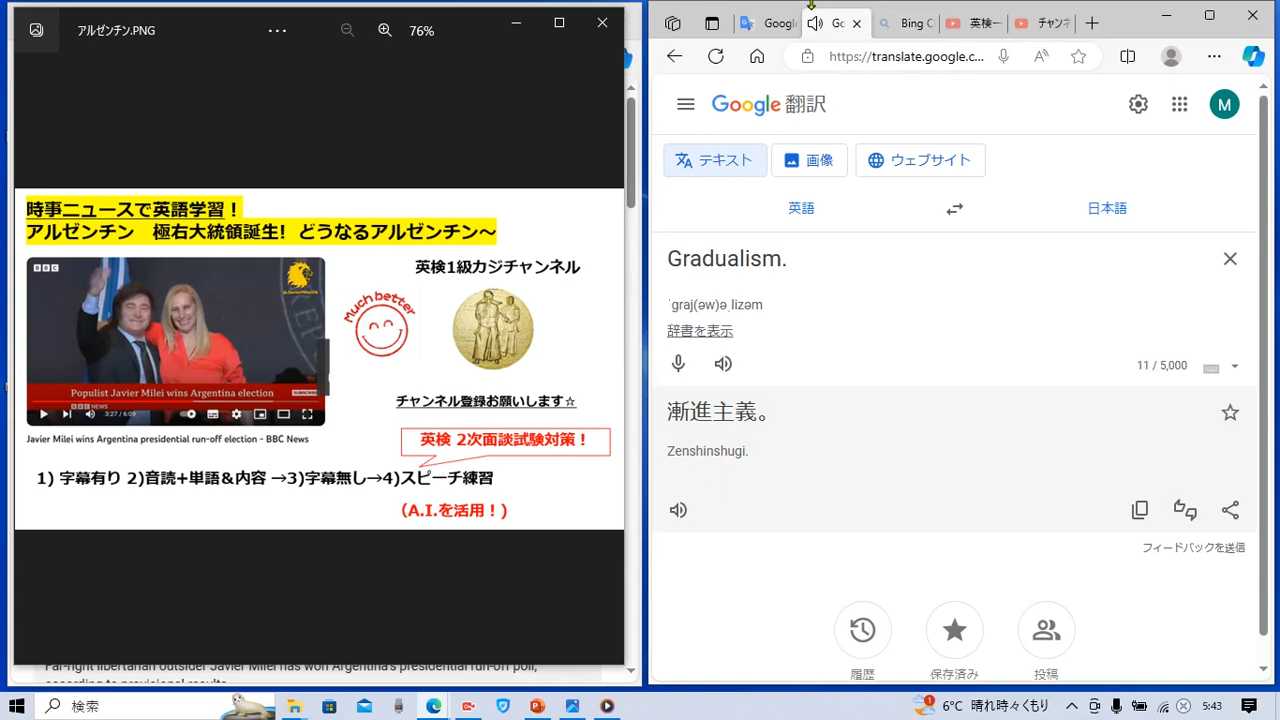 アルゼンチン.PNG
76%
時事ニュースで英語学習！
アルゼンチン　極右大統領誕生!  どうなるアルゼンチン～
BBC
@JavierMileiOk
Populist Javier Milei wins Argentina election
SUBSCRIBE
BBC NEWS
3:27 / 6:09
Javier Milei wins Argentina presidential run-off election - BBC News
英検1級カジチャンネル
Much better
チャンネル登録お願いします☆
英検 2次面談試験対策！
1) 字幕有り 2)音読+単語＆内容 →3)字幕無し→4)スピーチ練習
（A.I.を活用！）
Far-right libertarian outsider Javier Milei has won Argentina's presidential run-off poll,
according to provisional results
Google
Go
Bing C
英検一
チャンネ
https://translate.google.c...
Google 翻訳
M
テキスト
画像
ウェブサイト
英語
日本語
Gradualism.
ˈgraj(əw)əˌlizəm
辞書を表示
11 / 5,000
漸進主義。
Zenshinshugi.
フィードバックを送信
履歴
保存済み
投稿
検索
1
6°C 晴れ時々くもり
5:43